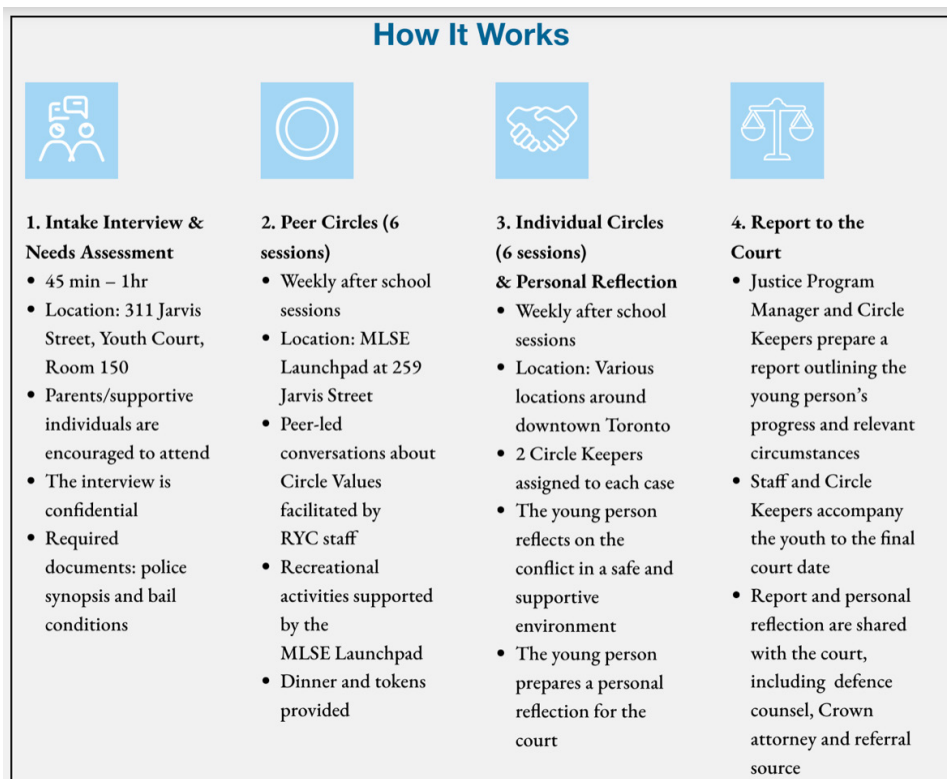 How It Works
1. Intake Interview &
Needs Assessment
• 45 min – 1hr
• Location: 311 Jarvis
Street, Youth Court,
Room 150
• Parents/supportive
individuals are
encouraged to attend
• The interview is
confidential
• Required
documents: police
synopsis and bail
conditions
2. Peer Circles (6
sessions)
• Weekly after school
sessions
• Location: MLSE
Launchpad at 259
Jarvis Street
• Peer-led
conversations about
Circle Values
facilitated by
RYC staff
• Recreational
activities supported
by the
MLSE Launchpad
• Dinner and tokens
provided
3. Individual Circles
(6 sessions)
& Personal Reflection
• Weekly after school
sessions
• Location: Various
locations around
downtown Toronto
• 2 Circle Keepers
assigned to each case
• The young person
reflects on the
conflict in a safe and
supportive
environment
• The young person
prepares a personal
reflection for the
court
4. Report to the
Court
• Justice Program
Manager and Circle
Keepers prepare a
report outlining the
young person's
progress and relevant
circumstances
• Staff and Circle
Keepers accompany
the youth to the final
court date
• Report and personal
reflection are shared
with the court,
including defence
counsel, Crown
attorney and referral
source